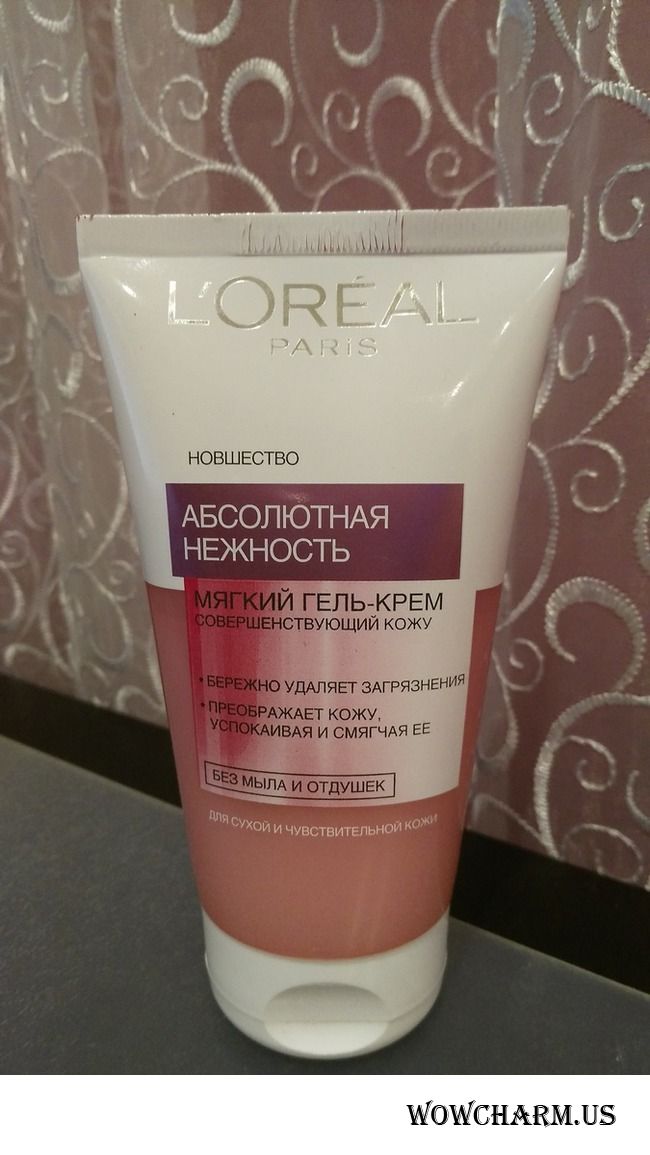 L'ORÉAL
PARiS
НОВШЕСТВО
АБСОЛЮТНАЯ
НЕЖНОСТЬ
МЯГКИЙ ГЕЛЬ-КРЕМ
СОВЕРШЕНСТВУЮЩИЙ КОЖУ
• БЕРЕЖНО УДАЛЯЕТ ЗАГРЯЗНЕНИЯ
• ПРЕОБРАЖАЕТ КОЖУ,
УСПОКАИВАЯ И СМЯГЧАЯ ЕЕ
БЕЗ МЫЛА И ОТДУШЕК
ДЛЯ СУХОЙ И ЧУВСТВИТЕЛЬНОЙ КОЖИ
WOWCHARM.US